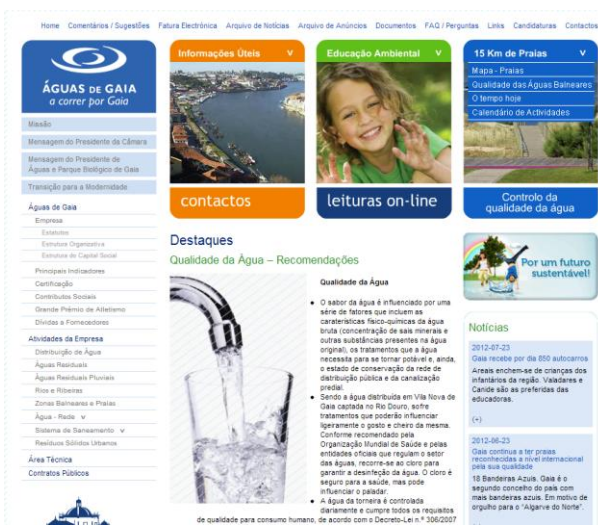 Home Comentários / Sugestões Fatura Electrónica Arquivo de Notícias Arquivo de Anúncios Documentos FAQ / Perguntas Links Candidaturas Contactos
ÁGUAS DE GAIA
a correr por Gaia
Missão
Mensagem do Presidente da Câmara
Mensagem do Presidente de
Águas e Parque Biológico de Gaia
Transição para a Modernidade
Águas de Gaia
Empresa
Estatutos
Estrutura Organizativa
Estrutura do Capital Social
Principais Indicadores
Certificação
Contributos Sociais
Grande Prémio de Atletismo
Dívidas a Fornecedores
Atividades da Empresa
Distribuição de Água
Águas Residuais
Águas Residuais Pluviais
Rios e Ribeiras
Zonas Balneares e Praias
Água - Rede v
Sistema de Saneamento v
Resíduos Sólidos Urbanos
Área Técnica
Contratos Públicos
Informações Úteis v
contactos
Educação Ambiental v
leituras on-line
15 Km de Praias v
Mapa - Praias
Qualidade das Águas Balneares
O tempo hoje
Calendário de Actividades
Controlo da
qualidade da água
Destaques
Qualidade da Água – Recomendações
Qualidade da Água
• O sabor da água é influenciado por uma
série de fatores que incluem as
caraterísticas físico-químicas da água
bruta (concentração de sais minerais e
outras substâncias presentes na água
original), os tratamentos que a água
necessita para se tornar potável e, ainda,
o estado de conservação da rede de
distribuição pública e da canalização
predial.
• Sendo a água distribuída em Vila Nova de
Gaia captada no Rio Douro, sofre
tratamentos que poderão influenciar
ligeiramente o gosto e cheiro da mesma.
Conforme recomendado pela
Organização Mundial de Saúde e pelas
entidades oficiais que regulam o setor
das águas, recorre-se ao cloro para
garantir a desinfeção da água. O cloro é
seguro para a saúde, mas pode
influenciar o paladar.
• A água da torneira é controlada
diariamente e cumpre todos os requisitos
de qualidade para consumo humano, de acordo com o Decreto-Lei n.º 306/2007
Por um futuro
sustentável!
Notícias
2012-07-23
Gaia recebe por dia 850 autocarros
Areais enchem-se de crianças dos
infantários da região. Valadares e
Canide são as preferidas das
educadoras.
(+)
2012-06-23
Gaia continua a ter praias
reconhecidas a nível internacional
pela sua qualidade
18 Bandeiras Azuis. Gaia é o
segundo concelho do país com
mais bandeiras azuis. Em motivo de
orgulho para o "Algarve do Norte".